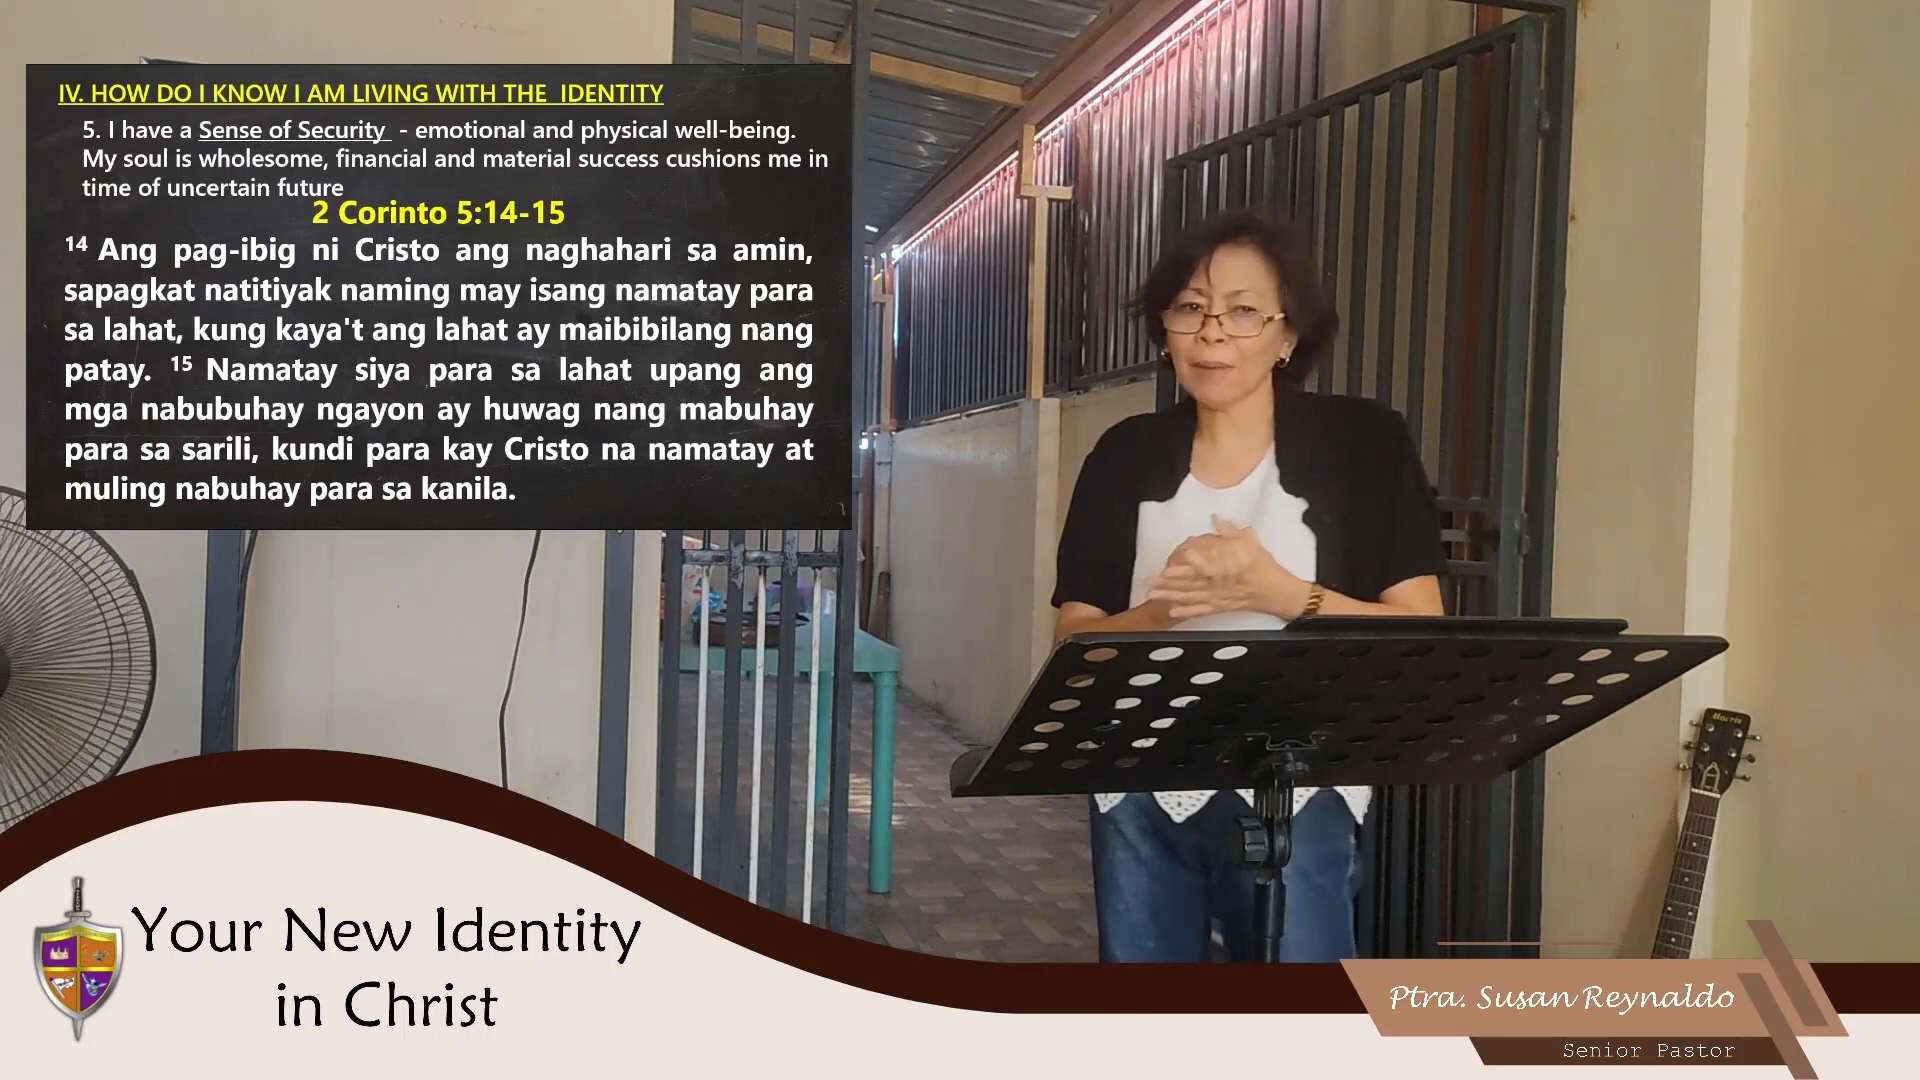 IV. HOW DO I KNOW I AM LIVING WITH THE IDENTITY
5. I have a Sense of Security - emotional and physical well-being.
My soul is wholesome, financial and material success cushions me in
time of uncertain future
2 Corinto 5:14-15
14 Ang pag-ibig ni Cristo ang naghahari sa amin,
sapagkat natitiyak naming may isang namatay para
sa lahat, kung kaya't ang lahat ay maibibilang nang
patay. 15 Namatay siya para sa lahat upang ang
mga nabubuhay ngayon ay huwag nang mabuhay
para sa sarili, kundi para kay Cristo na namatay at
muling nabuhay para sa kanila.
Morris
Your New Identity
in Christ
Ptra. Susan Reynaldo
Senior Pastor